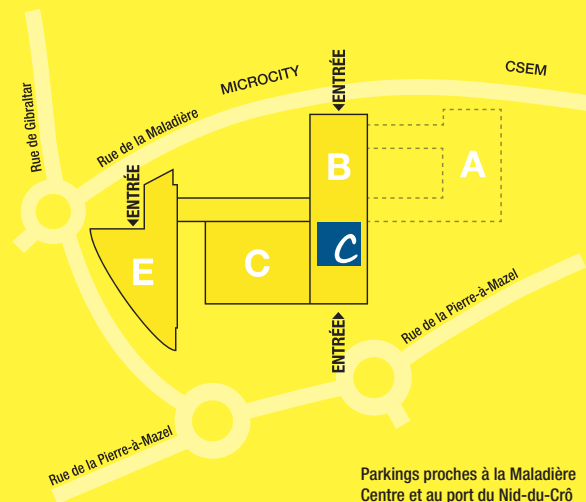 CSEM
MICROCITY
ENTRÉE
Rue de Gibraltar
Rue de la Maladière
ENTRÉE
B
A
C
C
E
Rue de la Pierre-à-Mazel
ENTRÉE
Rue de la Pierre-à-Mazel
Parkings proches à la Maladière
Centre et au port du Nid-du-Crô